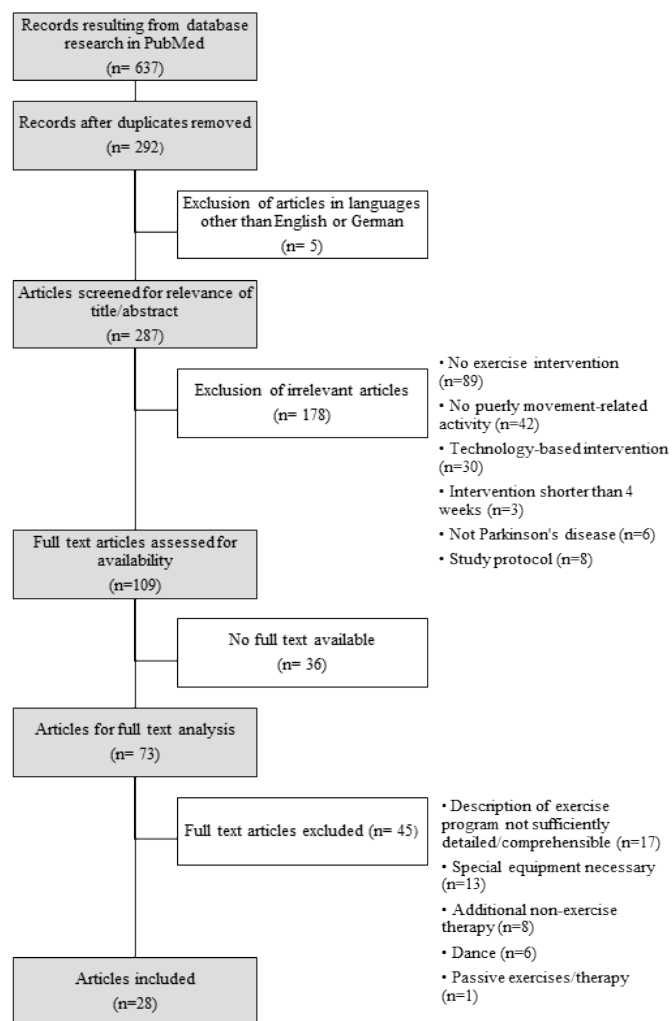 Records resulting from database
research in PubMed
(n= 637)
Records after duplicates removed
(n= 292)
Exclusion of articles in languages
other than English or German
(n= 5)
Articles screened for relevance of
title/abstract
(n= 287)
Exclusion of irrelevant articles
(n= 178)
• No exercise intervention
(n=89)
• No puerly movement-related
activity (n=42)
• Technology-based intervention
(n=30)
• Intervention shorter than 4
weeks (n=3)
• Not Parkinson's disease (n=6)
• Study protocol (n=8)
Full text articles assessed for
availability
(n=109)
No full text available
(n= 36)
Articles for full text analysis
(n= 73)
Full text articles excluded (n= 45)
• Description of exercise
program not sufficiently
detailed/comprehensible (n=17)
• Special equipment necessary
(n=13)
• Additional non-exercise
therapy (n=8)
• Dance (n=6)
• Passive exercises/therapy
(n=1)
Articles included
(n=28)